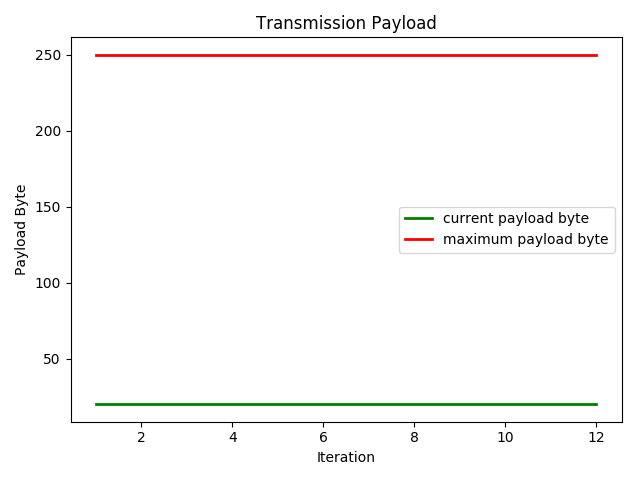 Transmission Payload
250
200
150
100
50
Payload Byte
current payload byte
maximum payload byte
2 4 6 8 10 12
Iteration